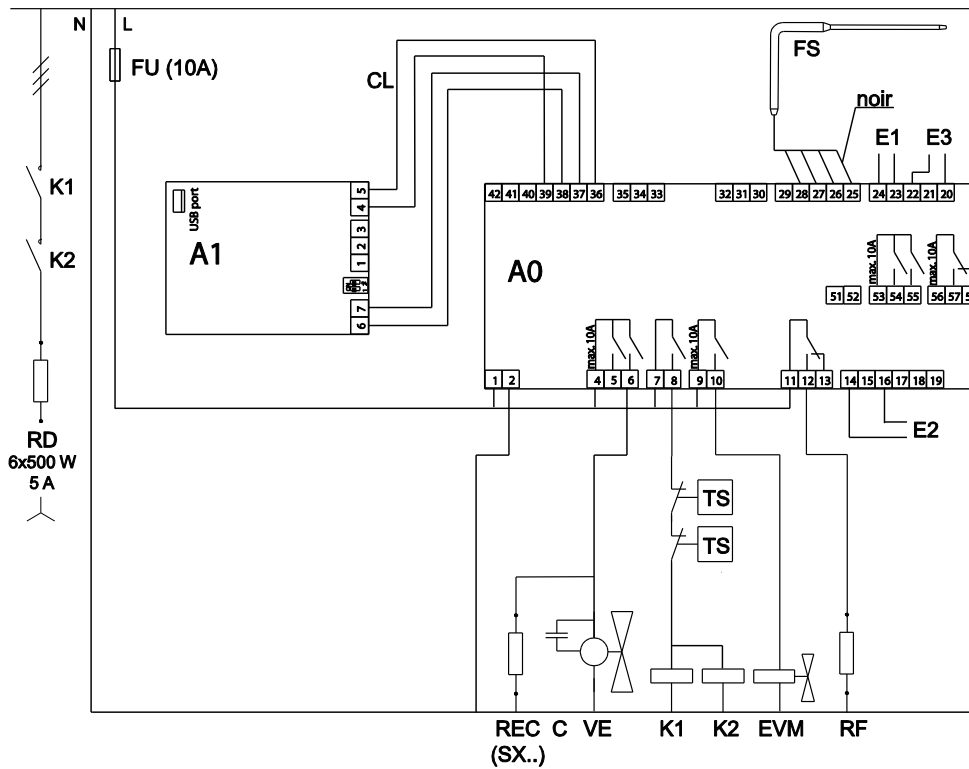 N
L
FU (10A)
CL
FS
noir
E1
E3
K1
K2
USB port
A1
5
4
3
2
1
7
6
42 41 40 39 38 37 36
35 34 33
32 31 30
29 28 27 26 25
24 23 22 21 20
A0
max. 10A
max. 10A
51 52
53 54 55
56 57
max. 10A
max. 10A
1 2
4 5 6
7 8
9 10
11 12 13
14 15 16 17 18 19
E2
RD
6x500 W
5 A
TS
TS
REC
(SX..)
C
VE
K1
K2
EVM
RF